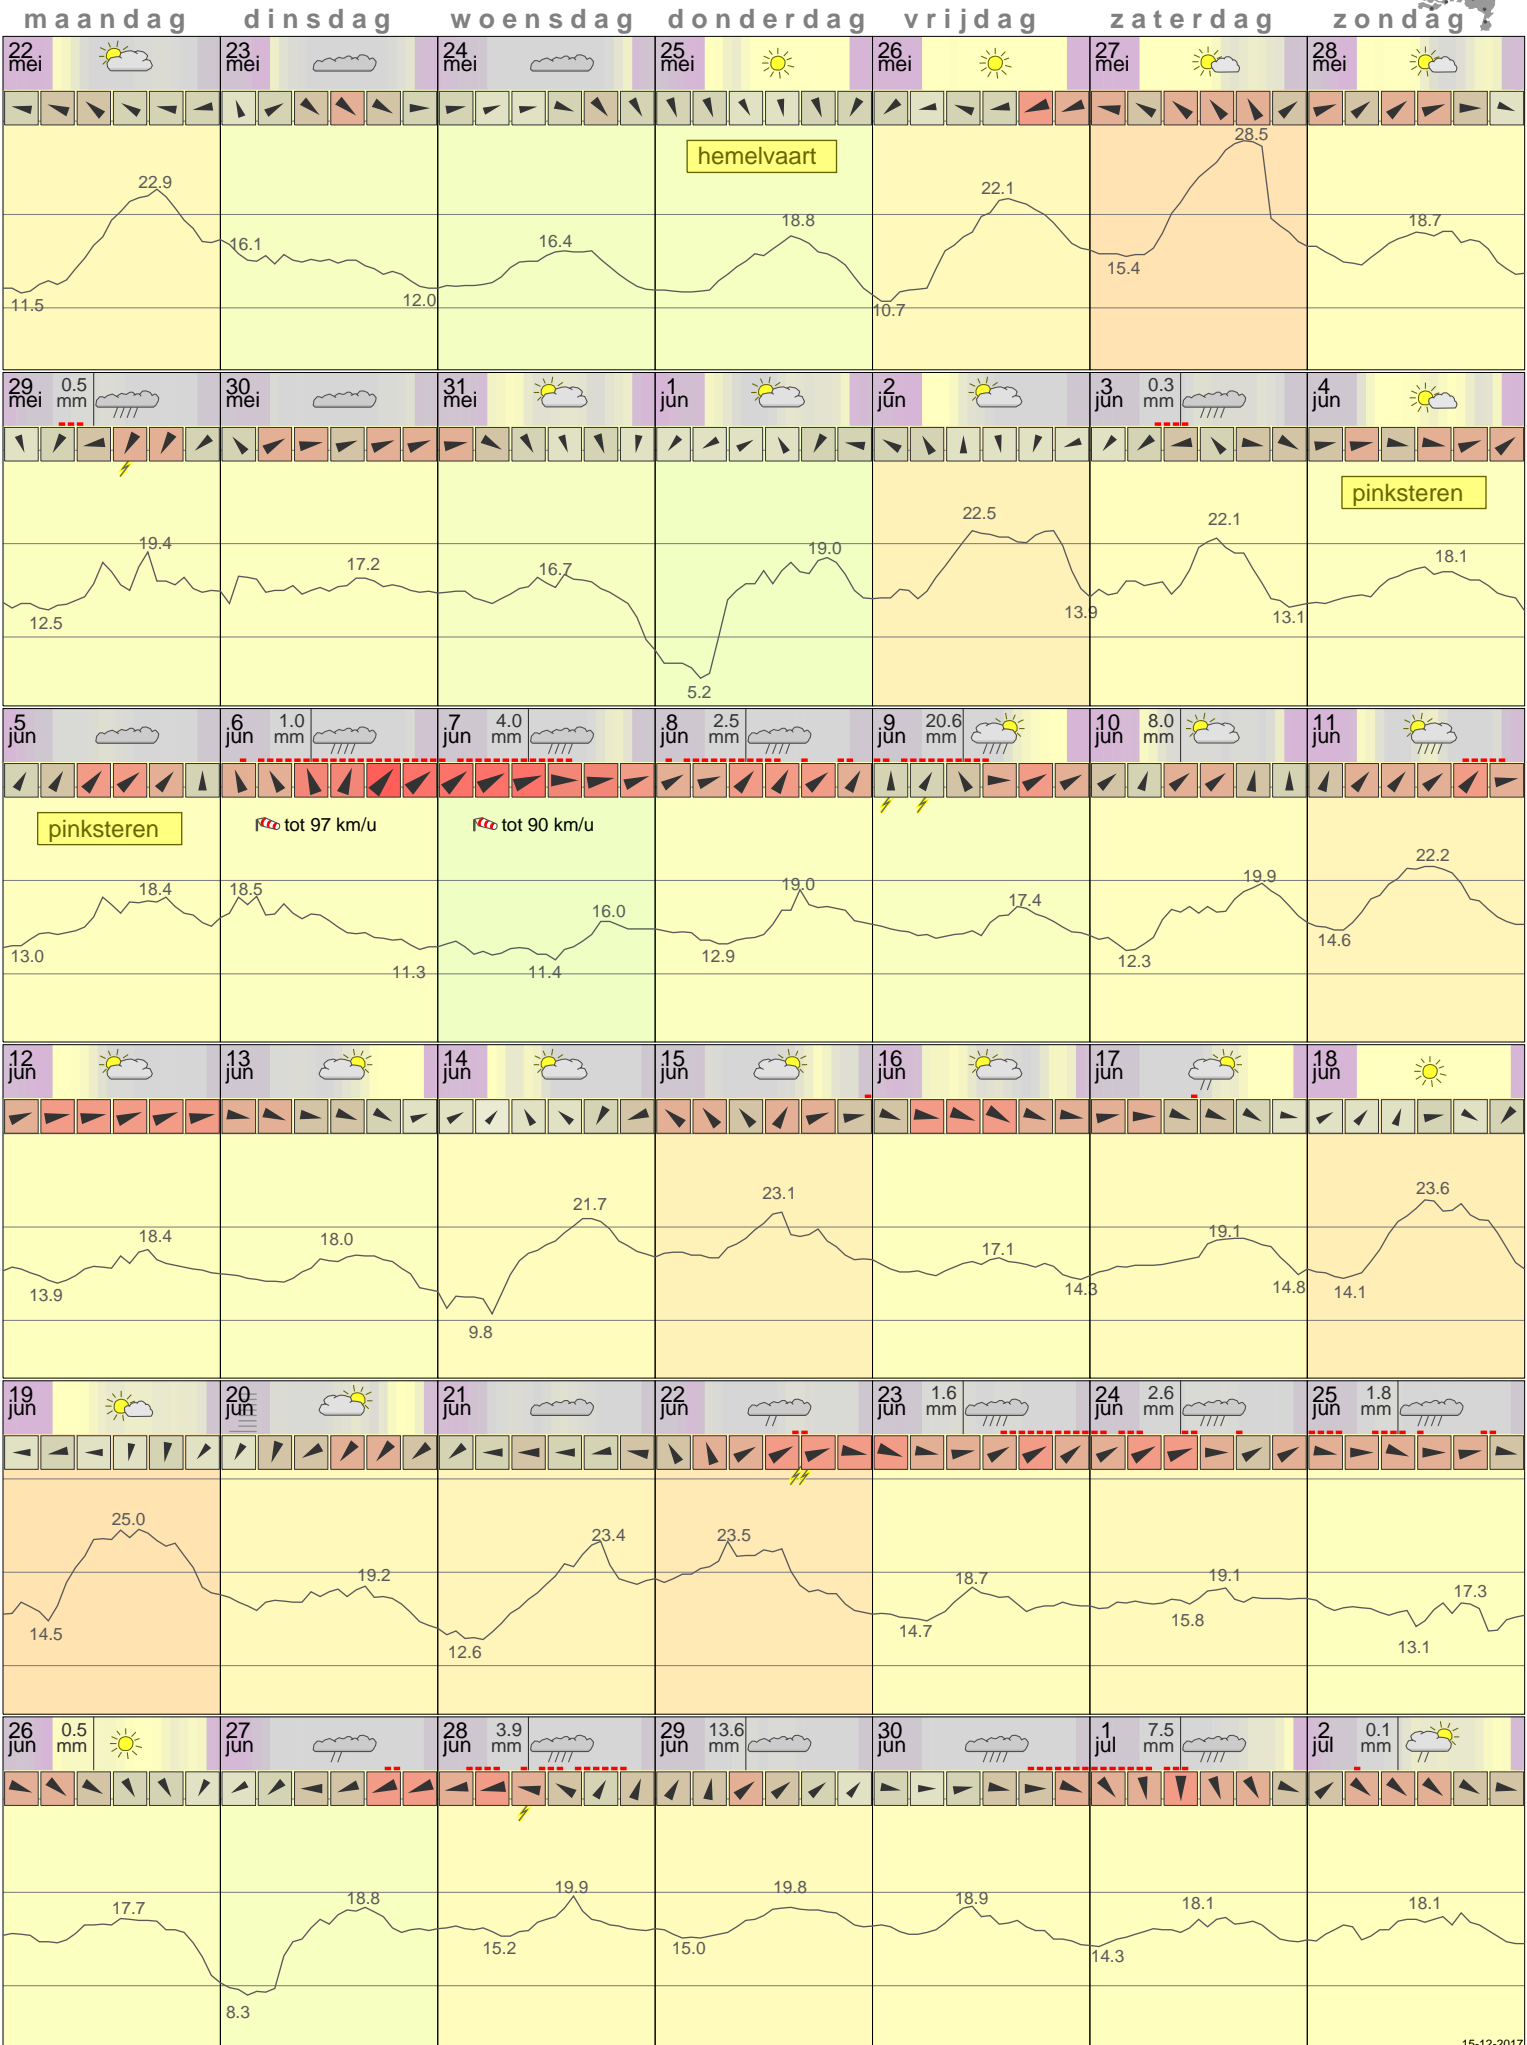 maandag dinsdag woensdag donderdag vrijdag zaterdag zondag
22 23 24 25 26 27 28
mei mei mei mei mei mei mei
28.5
hemelvaart
22.9 22.1
18.8 18.7
16.1 16.4
15.4
11.5 12.0 10.7
29 0.5 30 31 1 2 3 0.3 4
mei mm mei mei jun jun jun mm jun
pinksteren
22.5 22.1
19.4 19.0 18.1
17.2 16.7
12.5 13.9 13.1
5.2
5 6 1.0 7 4.0 8 2.5 9 20.6 10 8.0 11
jun jun mm jun mm jun mm jun mm jun mm jun
pinksteren tot 97 km/u tot 90 km/u
22.2
18.4 18.5 19.0 19.9
16.0 17.4
14.6
13.0 11.3 11.4 12.9 12.3
12 13 14 15 16 17 18
jun jun jun jun jun jun jun
21.7 23.1 23.6
18.4 18.0 17.1 19.1
13.9 14.3 14.8 14.1
9.8
19 20 21 22 23 1.6 24 2.6 25 1.8
jun jun jun jun jun mm jun mm jun mm
25.0 23.4 23.5
19.2 18.7 19.1 17.3
14.5 12.6 14.7 15.8 13.1
26 0.5 27 28 3.9 29 13.6 30 1 7.5 2 0.1
jun mm jun jun mm jun mm jun jul mm jul mm
17.7 18.8 19.9 19.8 18.9 18.1 18.1
15.2 15.0 14.3
8.3
15-12-2017